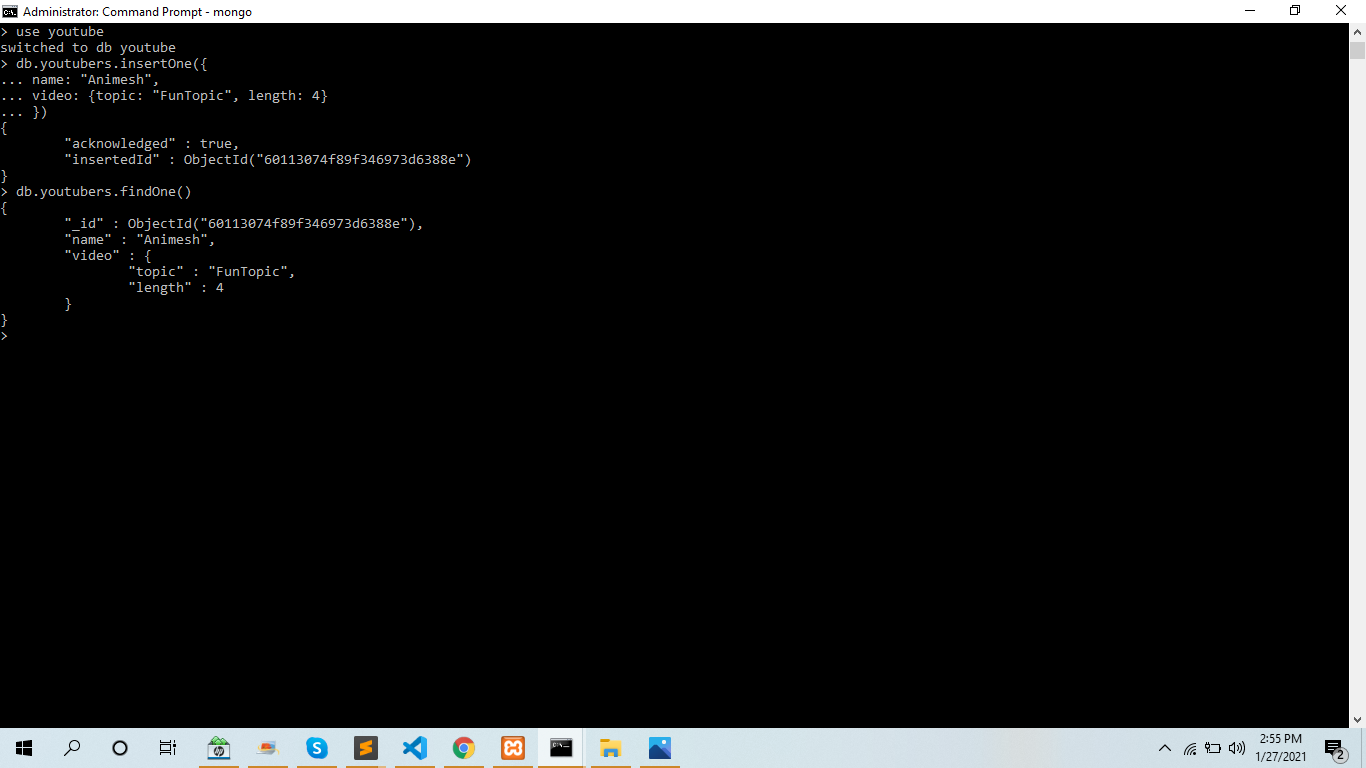 Administrator: Command Prompt - mongo
> use youtube
switched to db youtube
> db.youtubers.insertOne({
... name: "Animesh",
... video: {topic: "FunTopic", length: 4}
... })
{
        "acknowledged" : true,
        "insertedId" : ObjectId("60113074f89f346973d6388e")
}
> db.youtubers.findOne()
{
        "_id" : ObjectId("60113074f89f346973d6388e"),
        "name" : "Animesh",
        "video" : {
                "topic" : "FunTopic",
                "length" : 4
        }
}
>
2:55 PM
1/27/2021
2